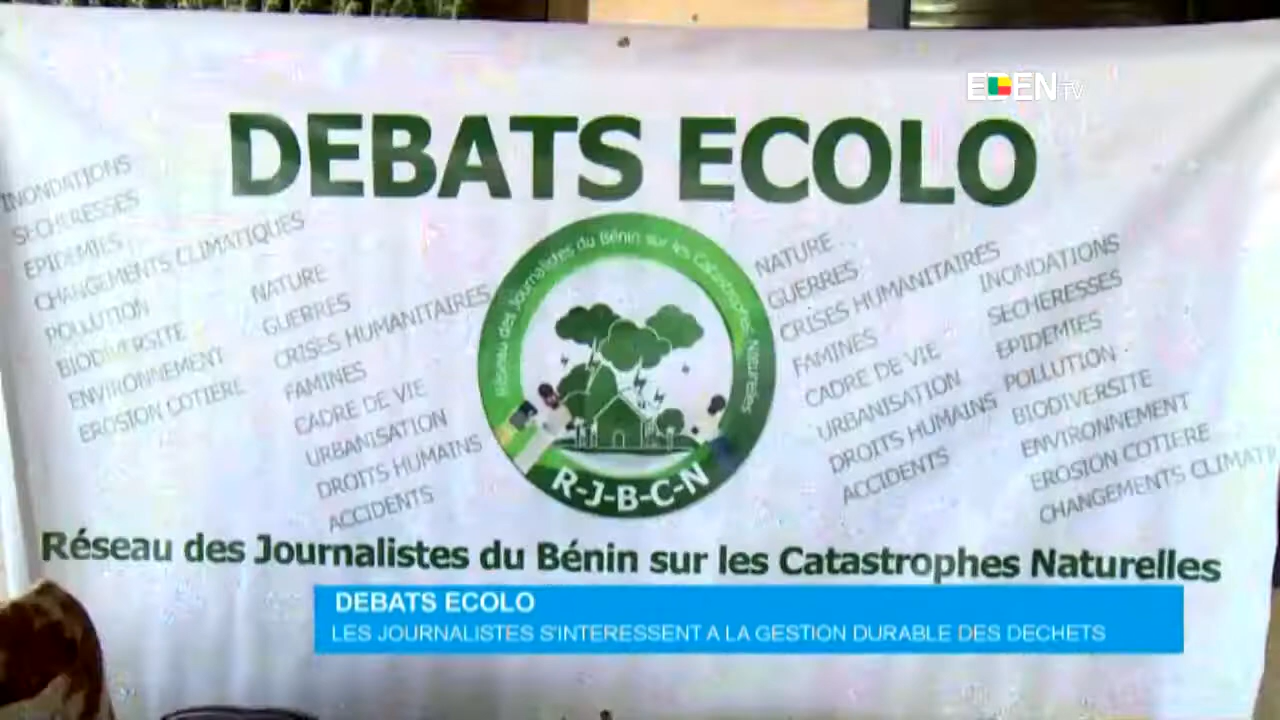 EDEN TV
DEBATS ECOLO
INONDATIONS
SECHERESSES
EPIDEMIES
CHANGEMENTS CLIMATIQUES
POLLUTION
BIODIVERSITE
ENVIRONNEMENT
EROSION COTIERE
NATURE
GUERRES
CRISES HUMANITAIRES
FAMINES
CADRE DE VIE
URBANISATION
DROITS HUMAINS
ACCIDENTS
Réseau des Journalistes du Bénin sur les Catastrophes Naturelles
R-J-B-C-N
NATURE
GUERRES
CRISES HUMANITAIRES
FAMINES
CADRE DE VIE
URBANISATION
DROITS HUMAINS
ACCIDENTS
INONDATIONS
SECHERESSES
EPIDEMIES
POLLUTION
BIODIVERSITE
ENVIRONNEMENT
EROSION COTIERE
CHANGEMENTS CLIMATI
Réseau des Journalistes du Bénin sur les Catastrophes Naturelles
DEBATS ECOLO
LES JOURNALISTES S'INTERESSENT A LA GESTION DURABLE DES DECHETS